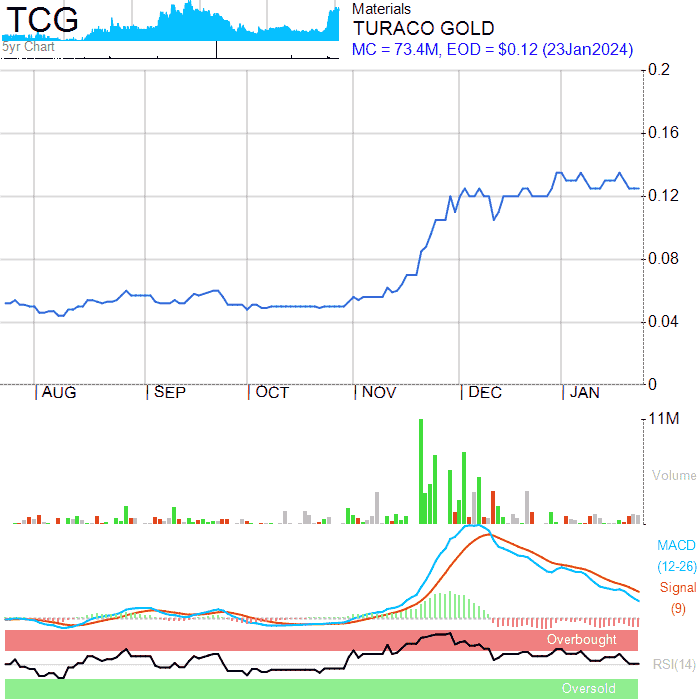 TCG
5yr Chart
Materials
TURACO GOLD
MC = 73.4M, EOD = $0.12 (23Jan2024)
0.2
0.16
0.12
0.08
0.04
0
AUG SEP OCT NOV DEC JAN
11M
Volume
MACD
(12-26)
Signal
(9)
Overbought
RSI(14)
Oversold